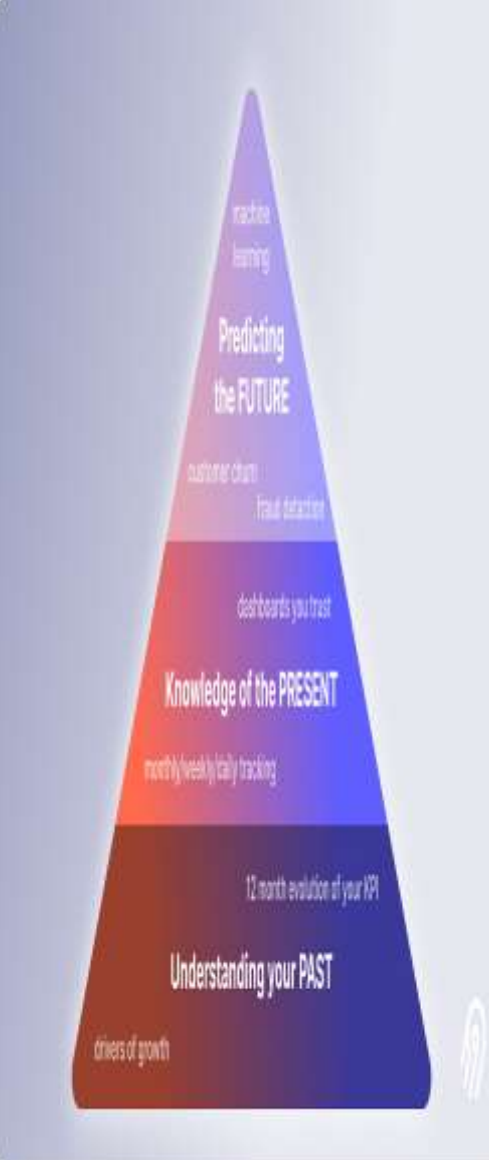 machine
learning
Predicting
the FUTURE
customer churn
fraud detection
dashboards you trust
Knowledge of the PRESENT
monthly/weekly/daily tracking
12 month evolution of your KPI
Understanding your PAST
drivers of growth